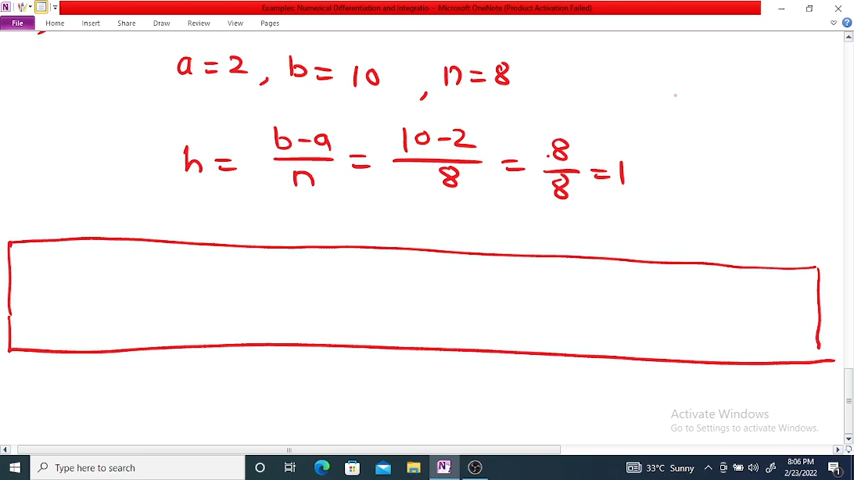 Examples: Numerical Differentiation and Integratin - Microsoft OneNote (Product Activation Failed)
File Home Insert Share Draw Review View Pages
a = 2 , b = 10 , n = 8
h = b-a/n = 10-2/8 = 8/8 = 1
Activate Windows
Go to Settings to activate Windows.
Type here to search
33°C Sunny
8:06 PM
2/23/2022